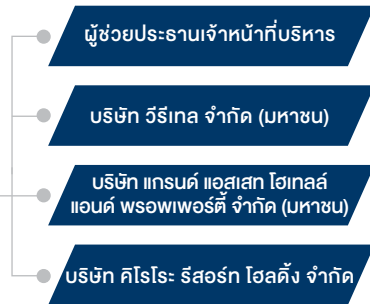 ผู้ช่วยประธานเจ้าหน้าที่บริหาร
บริษัท วีรีเทล จำกัด (มหาชน)
บริษัท แกรนด์ แอสเสท โฮเทลล์
แอนด์ พรอพเพอร์ตี้ จำกัด (มหาชน)
บริษัท คิโรโระ รีสอร์ท โฮลดิ้ง จำกัด